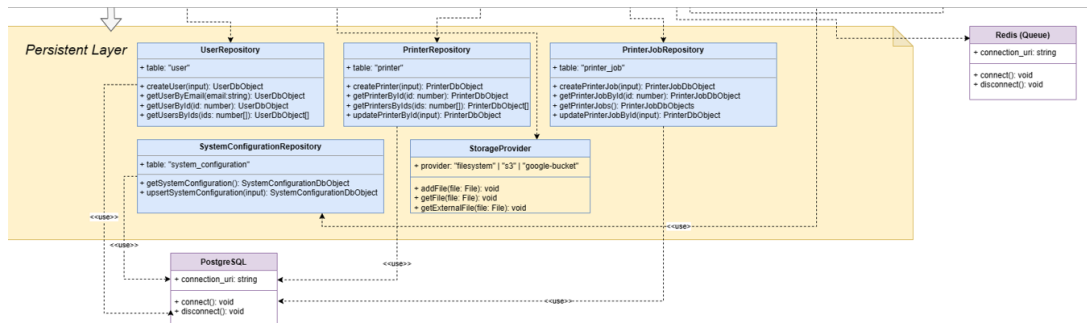 Persistent Layer
UserRepository
+ table: "user"
+ createUser(input): UserDbObject
+ getUserByEmail(email:string): UserDbObject
+ getUserById(id: number): UserDbObject
+ getUsersByIds(ids: number[]): UserDbObject[]
PrinterRepository
+ table: "printer"
+ createPrinter(input): PrinterDbObject
+ getPrinterById(id: number): PrinterDbObject
+ getPrintersByIds(ids: number[]): PrinterDbObject[]
+ updatePrinterById(input): PrinterDbObject
PrinterJobRepository
+ table: "printer_job"
+ createPrinterJob(input): PrinterJobDbObject
+ getPrinterJobById(id: number): PrinterJobDbObject
+ getPrinterJobs(): PrinterJobDbObjects
+ updatePrinterJobById(input): PrinterDbObject
Redis (Queue)
+ connection_uri: string
+ connect(): void
+ disconnect(): void
SystemConfigurationRepository
+ table: "system_configuration"
+ getSystemConfiguration(): SystemConfigurationDbObject
+ upsertSystemConfiguration(input): SystemConfigurationDbObject
StorageProvider
+ provider: "filesystem" | "s3" | "google-bucket"
+ addFile(file: File): void
+ getFile(file: File): void
+ getExternalFile(file: File): void
<<use>>
<<use>
<<use>>
<<use>>
<<use>>
PostgreSQL
+ connection_uri: string
+ connect(): void
+ disconnect(): void